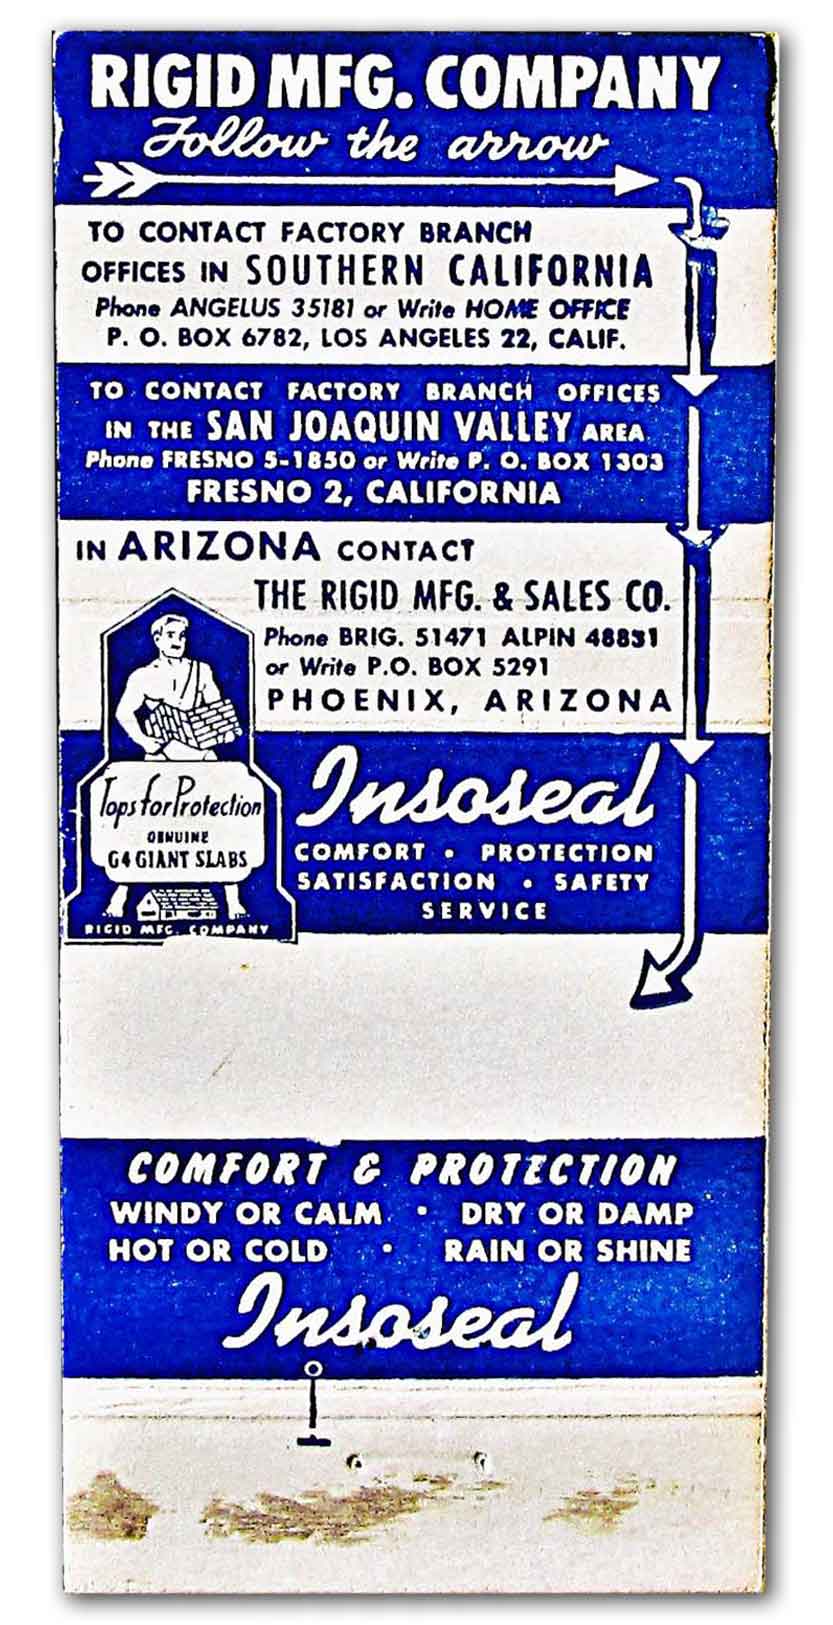 RIGID MFG. COMPANY
Follow the arrow
TO CONTACT FACTORY BRANCH
OFFICES IN SOUTHERN CALIFORNIA
Phone ANGELUS 35181 or Write HOME OFFICE
P. O. BOX 6782, LOS ANGELES 22, CALIF.
TO CONTACT FACTORY BRANCH OFFICES
IN THE SAN JOAQUIN VALLEY AREA
Phone FRESNO 5-1850 or Write P. O. BOX 1303
FRESNO 2, CALIFORNIA
IN ARIZONA CONTACT
THE RIGID MFG. & SALES CO.
Phone BRIG. 51471 ALPIN 48831
or Write P.O. BOX 5291
PHOENIX, ARIZONA
Tops for Protection
GENUINE
G4 GIANT SLABS
RIGID MFG. COMPANY
Insoseal
COMFORT • PROTECTION
SATISFACTION • SAFETY
SERVICE
COMFORT & PROTECTION
WINDY OR CALM • DRY OR DAMP
HOT OR COLD • RAIN OR SHINE
Insoseal